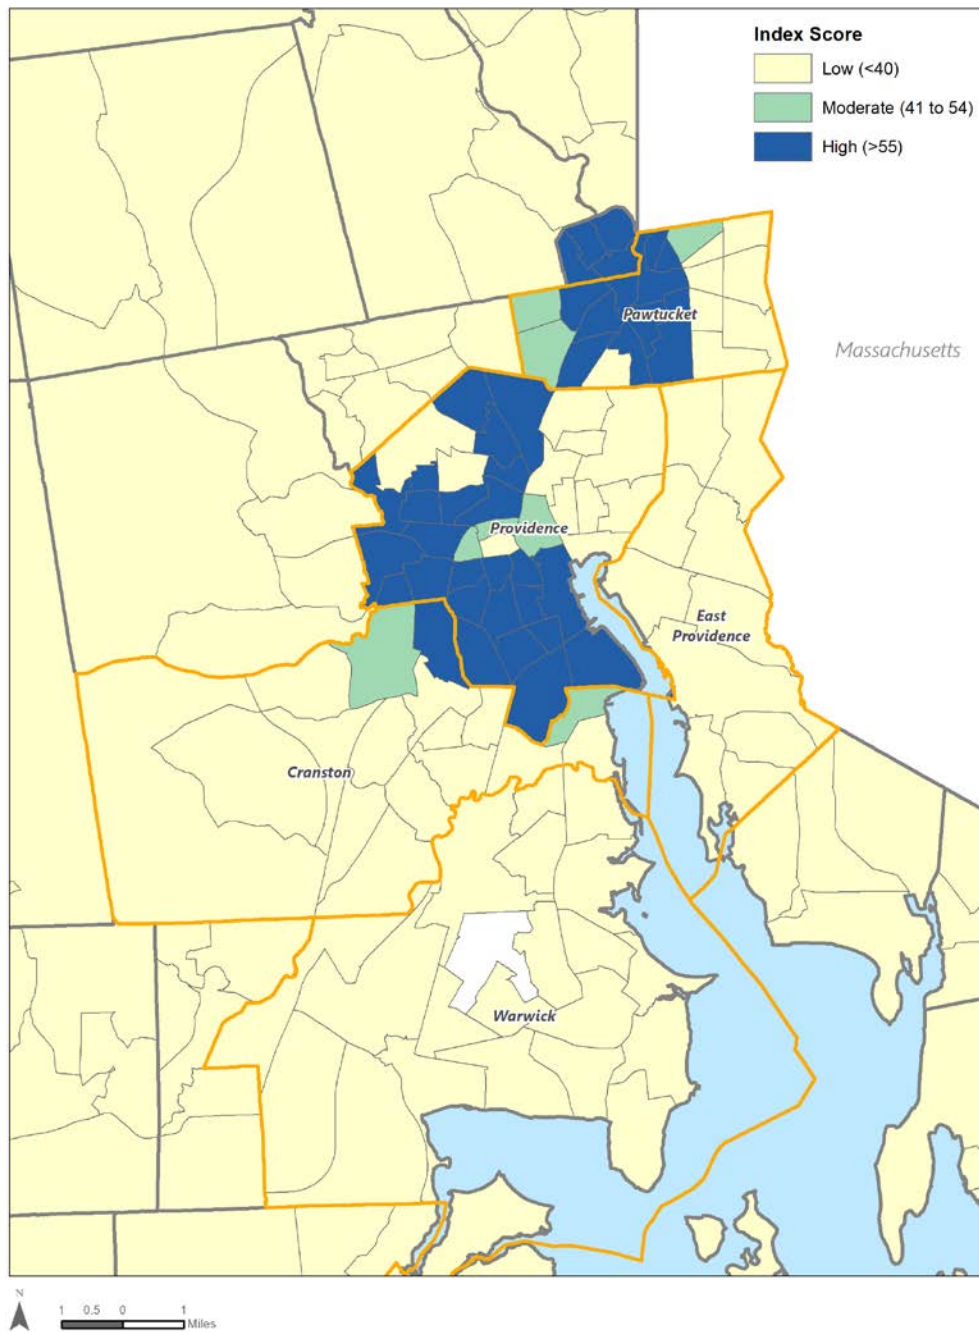 Index Score
Low (<40)
Moderate (41 to 54)
High (>55)
Pawtucket
Massachusetts
Providence
East
Providence
Cranston
Warwick
N
1 0.5 0 1
Miles